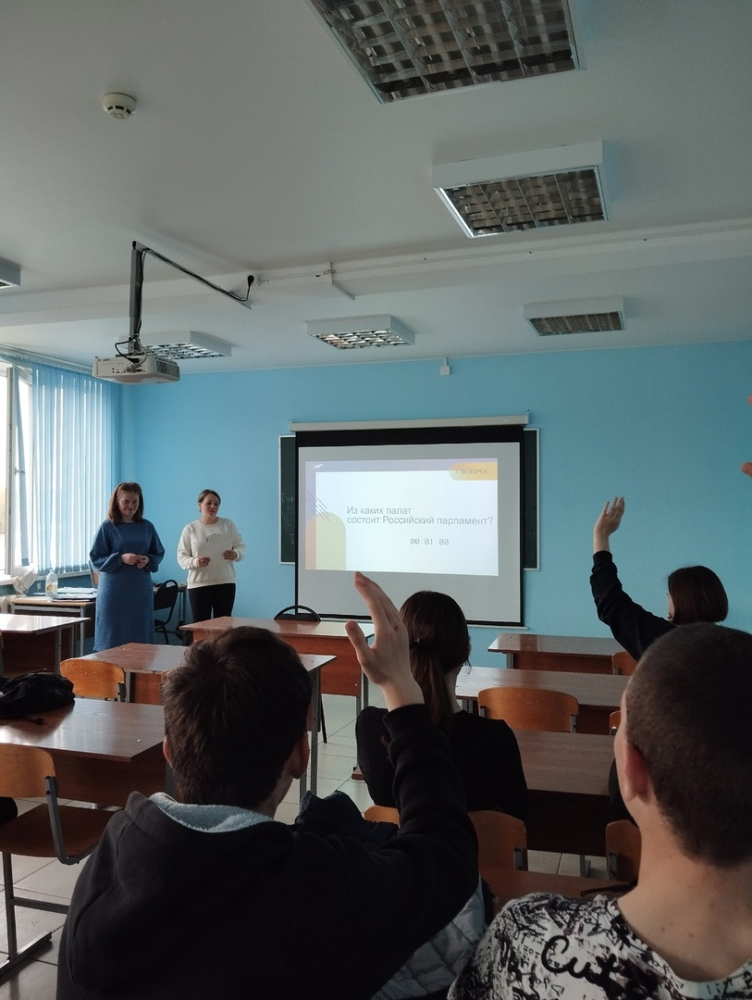 1 ВОПРОС
Из каких палат
состоит Российский парламент?
00:01:00